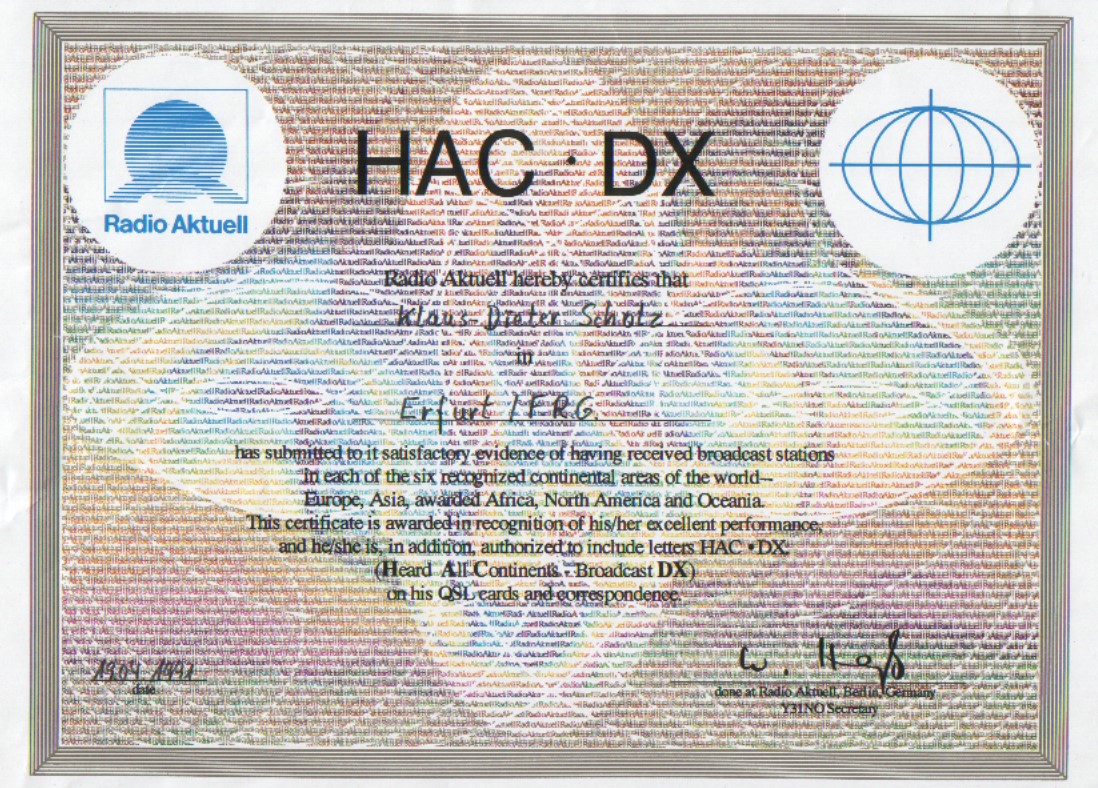 HAC · DX
Radio Aktuell
Radio Aktuell hereby certifies that
Klaus-Dieter Scholz
in
Erfurt / FRG
has submitted to it satisfactory evidence of having received broadcast stations
in each of the six recognized continental areas of the world—
Europe, Asia, awarded Africa, North America and Oceania.
This certificate is awarded in recognition of his/her excellent performance,
and he/she is, in addition, authorized to include letters HAC • DX.
(Heard All Continents - Broadcast DX)
on his QSL cards and correspondence.
1991
date
W.
done at Radio Aktuell, Berlin, Germany
Y31NO Secretary